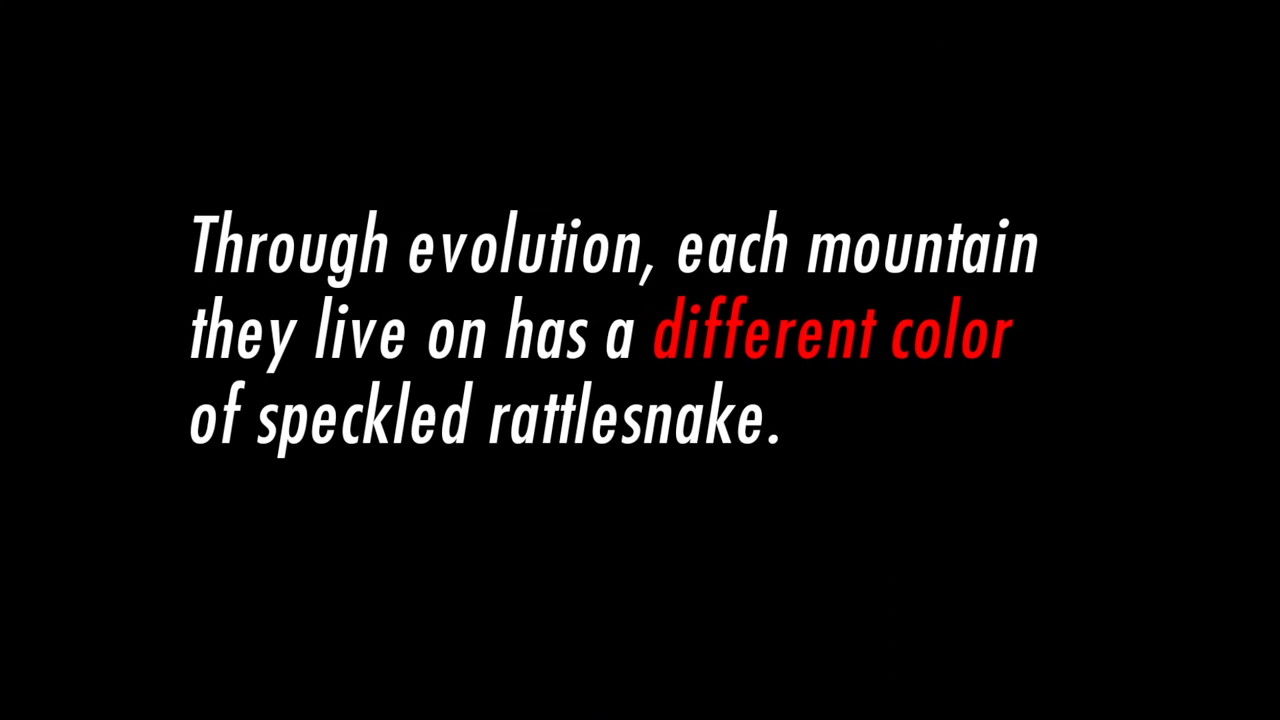 Through evolution, each mountain
they live on has a different color
of speckled rattlesnake.